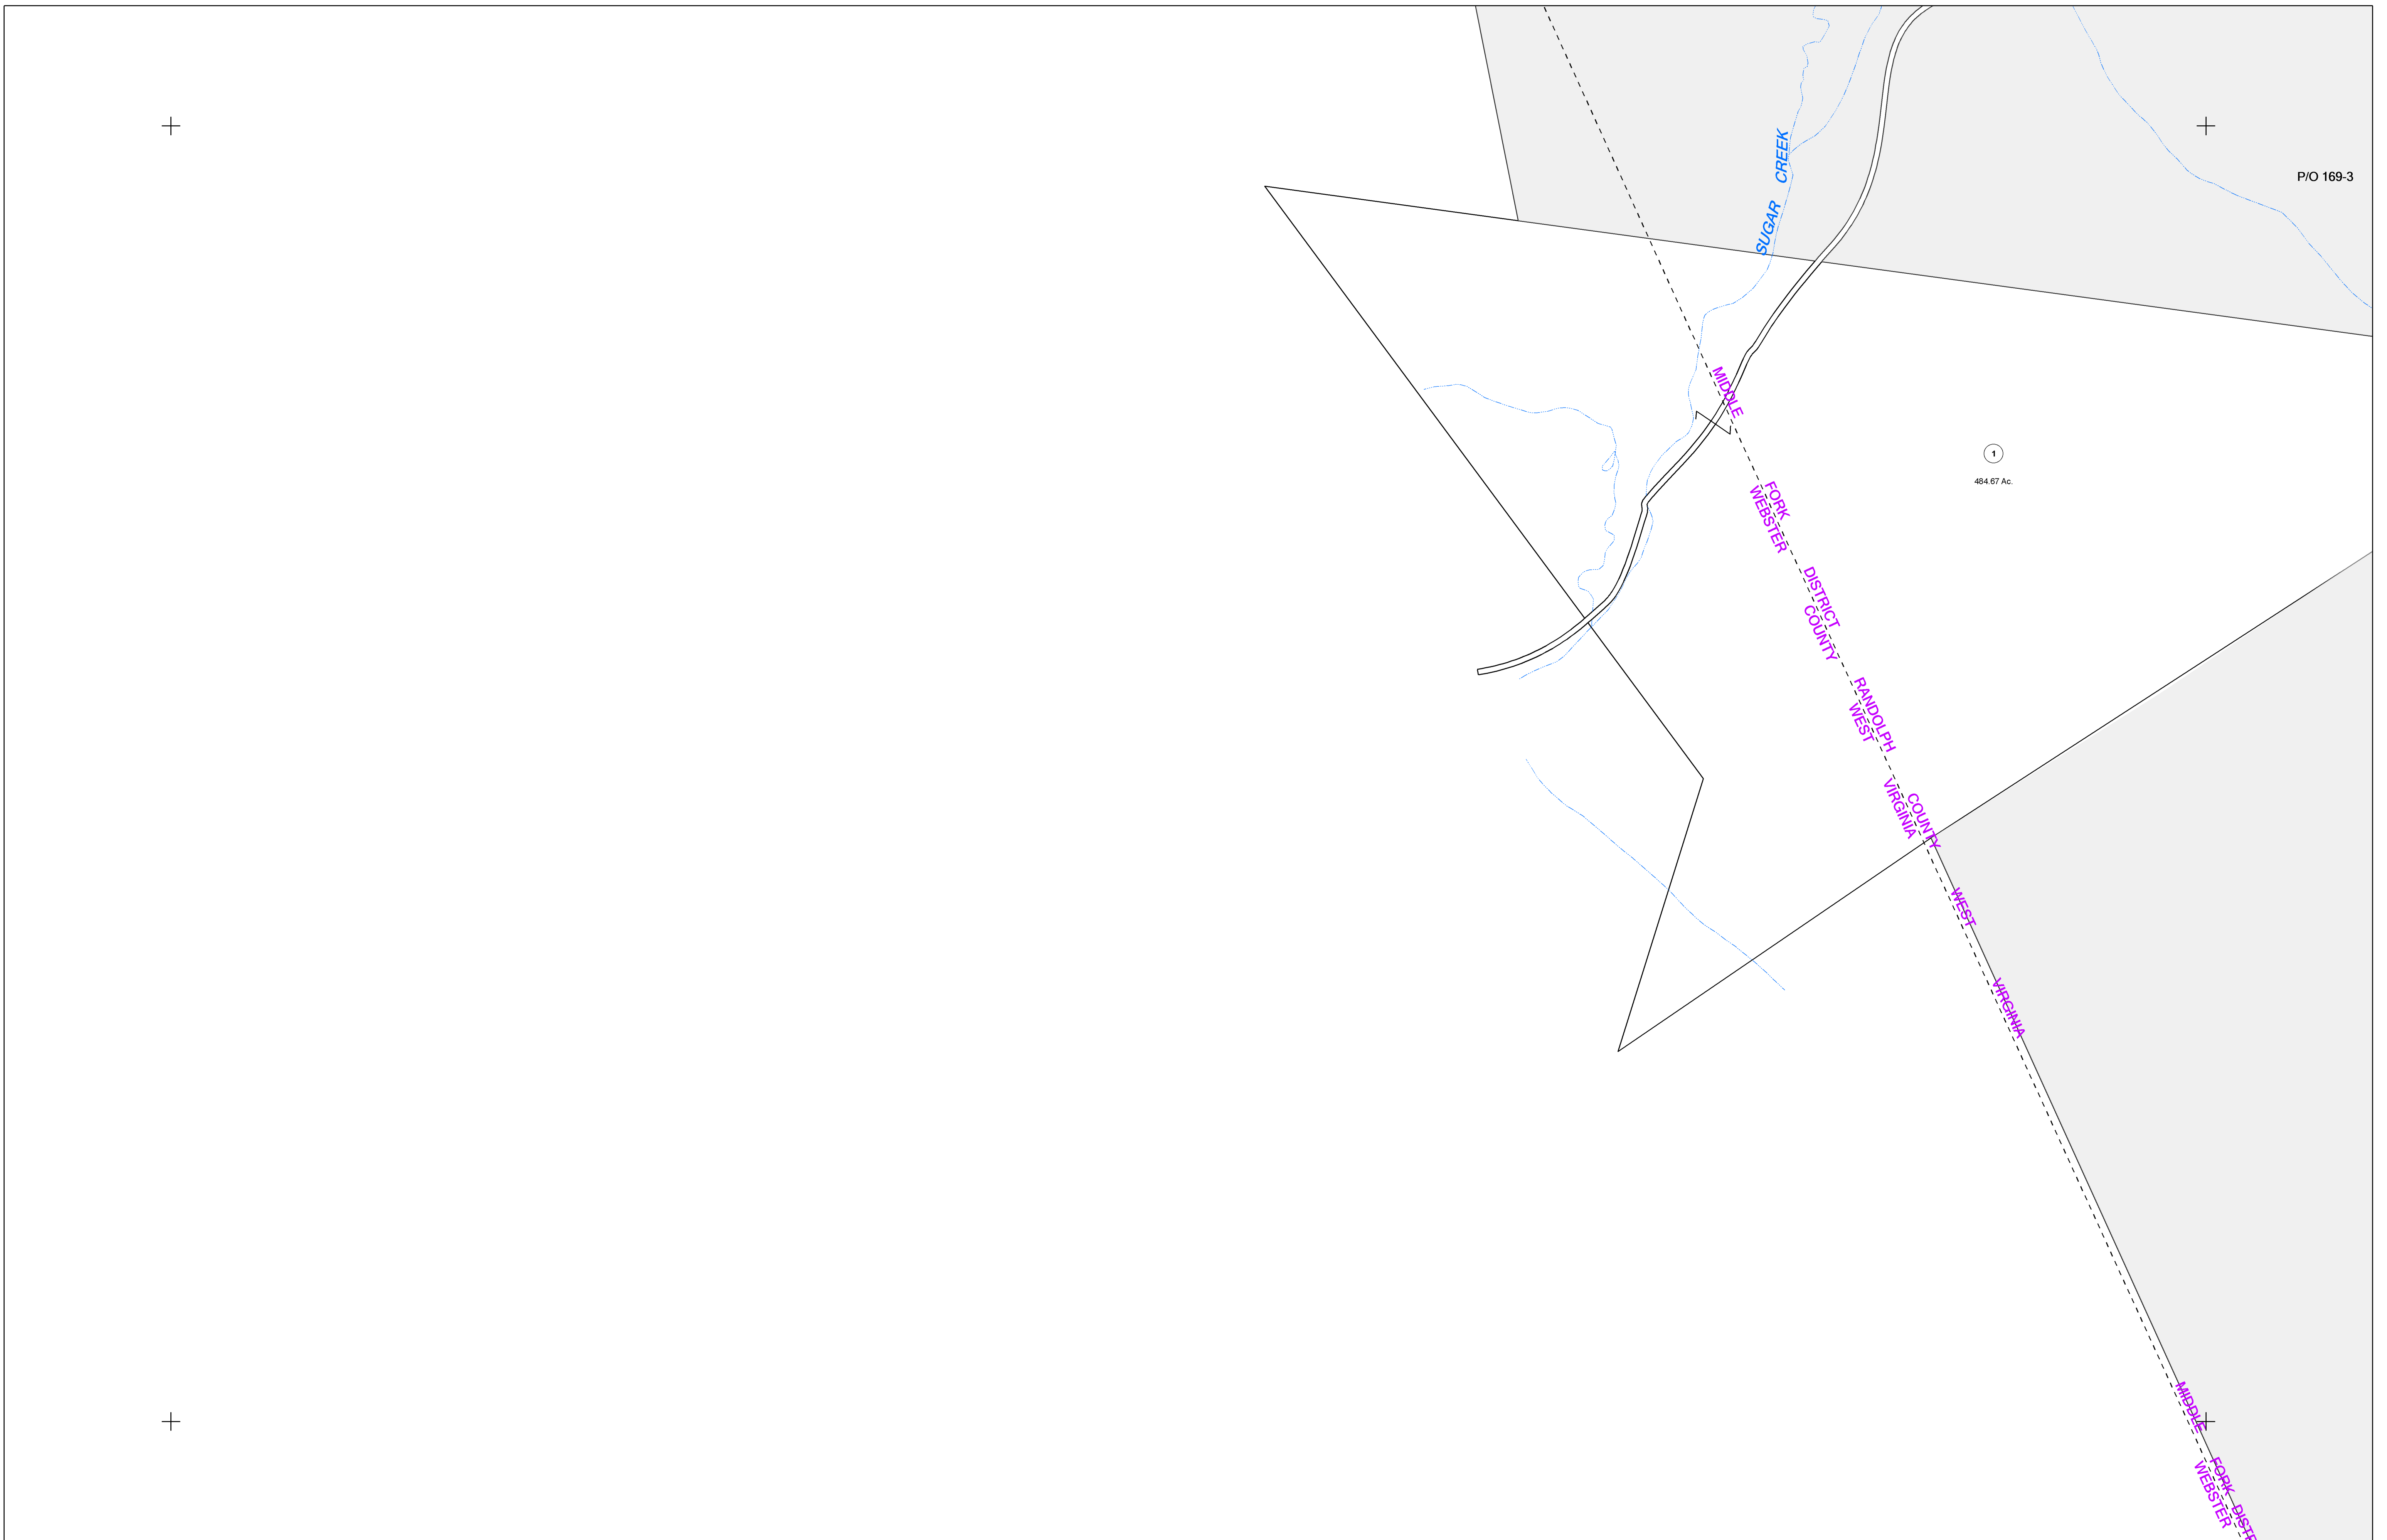 SUGAR CREEK
P/O 169-3
1
484.67 Ac.
MIDDLE FORK DISTRICT RANDOLPH COUNTY WEST VIRGINIA
WEBSTER COUNTY WEST VIRGINIA
MIDDLE FORK DISTR
WEBSTER